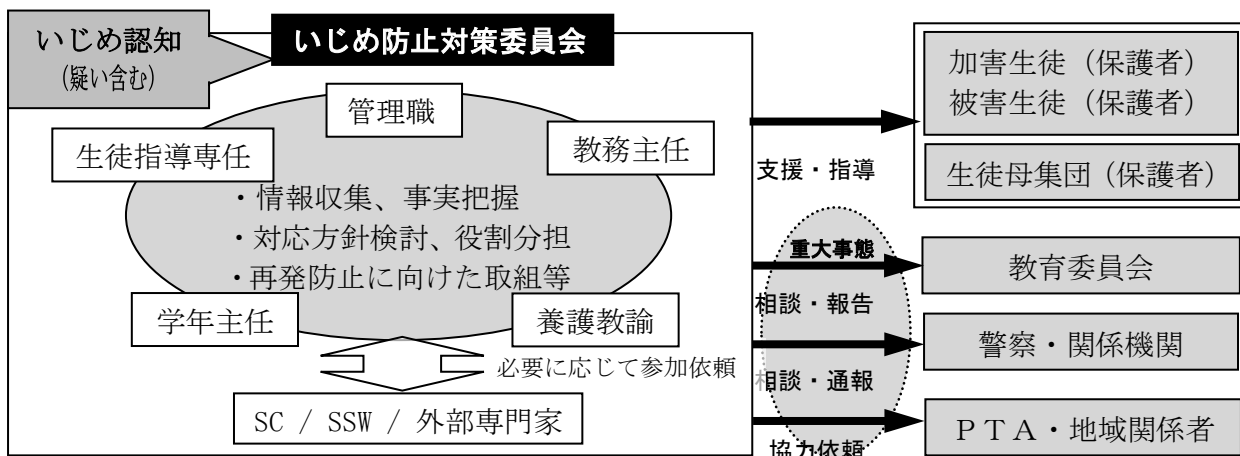 いじめ認知
(疑い含む)
いじめ防止対策委員会
管理職
生徒指導専任
教務主任
・情報収集、事実把握
・対応方針検討、役割分担
・再発防止に向けた取組等
学年主任
養護教諭
必要に応じて参加依頼
SC / SSW / 外部専門家
支援・指導
重大事態
相談・報告
相談・通報
協力依頼
加害生徒（保護者）
被害生徒（保護者）
生徒母集団（保護者）
教育委員会
警察・関係機関
ＰＴＡ・地域関係者